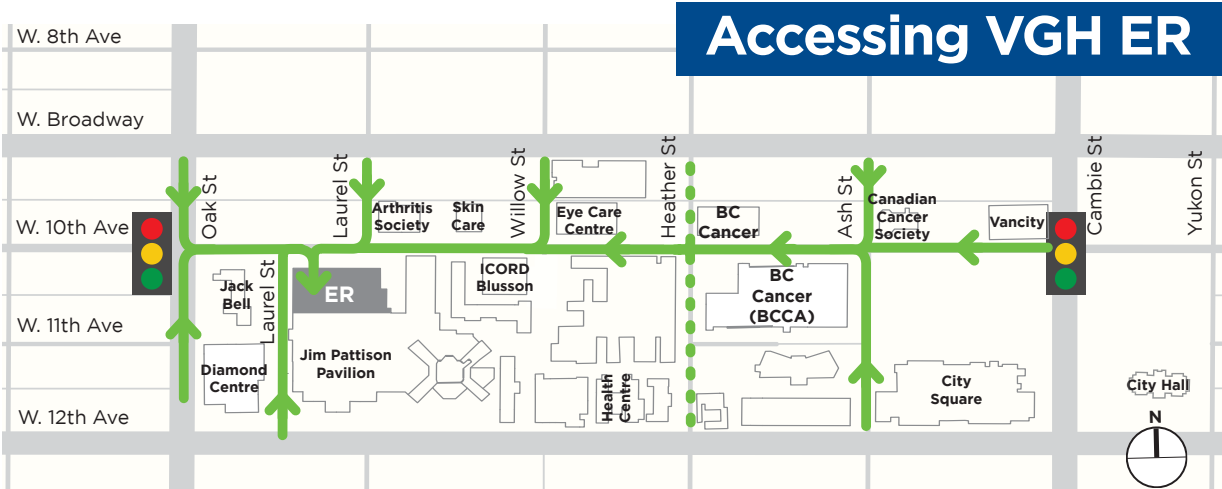 Accessing VGH ER
W. 8th Ave
W. Broadway
Oak St
Laurel St
Willow St
Heather St
Ash St
Cambie St
Yukon St
W. 10th Ave
Arthritis
Society
Skin
Care
Eye Care
Centre
BC
Cancer
Canadian
Cancer
Society
Vancity
Jack
Bell
Laurel St
ER
ICORD
Blusson
BC
Cancer
(BCCA)
W. 11th Ave
Diamond
Centre
Jim Pattison
Pavilion
Health
Centre
City
Square
City Hall
W. 12th Ave
N